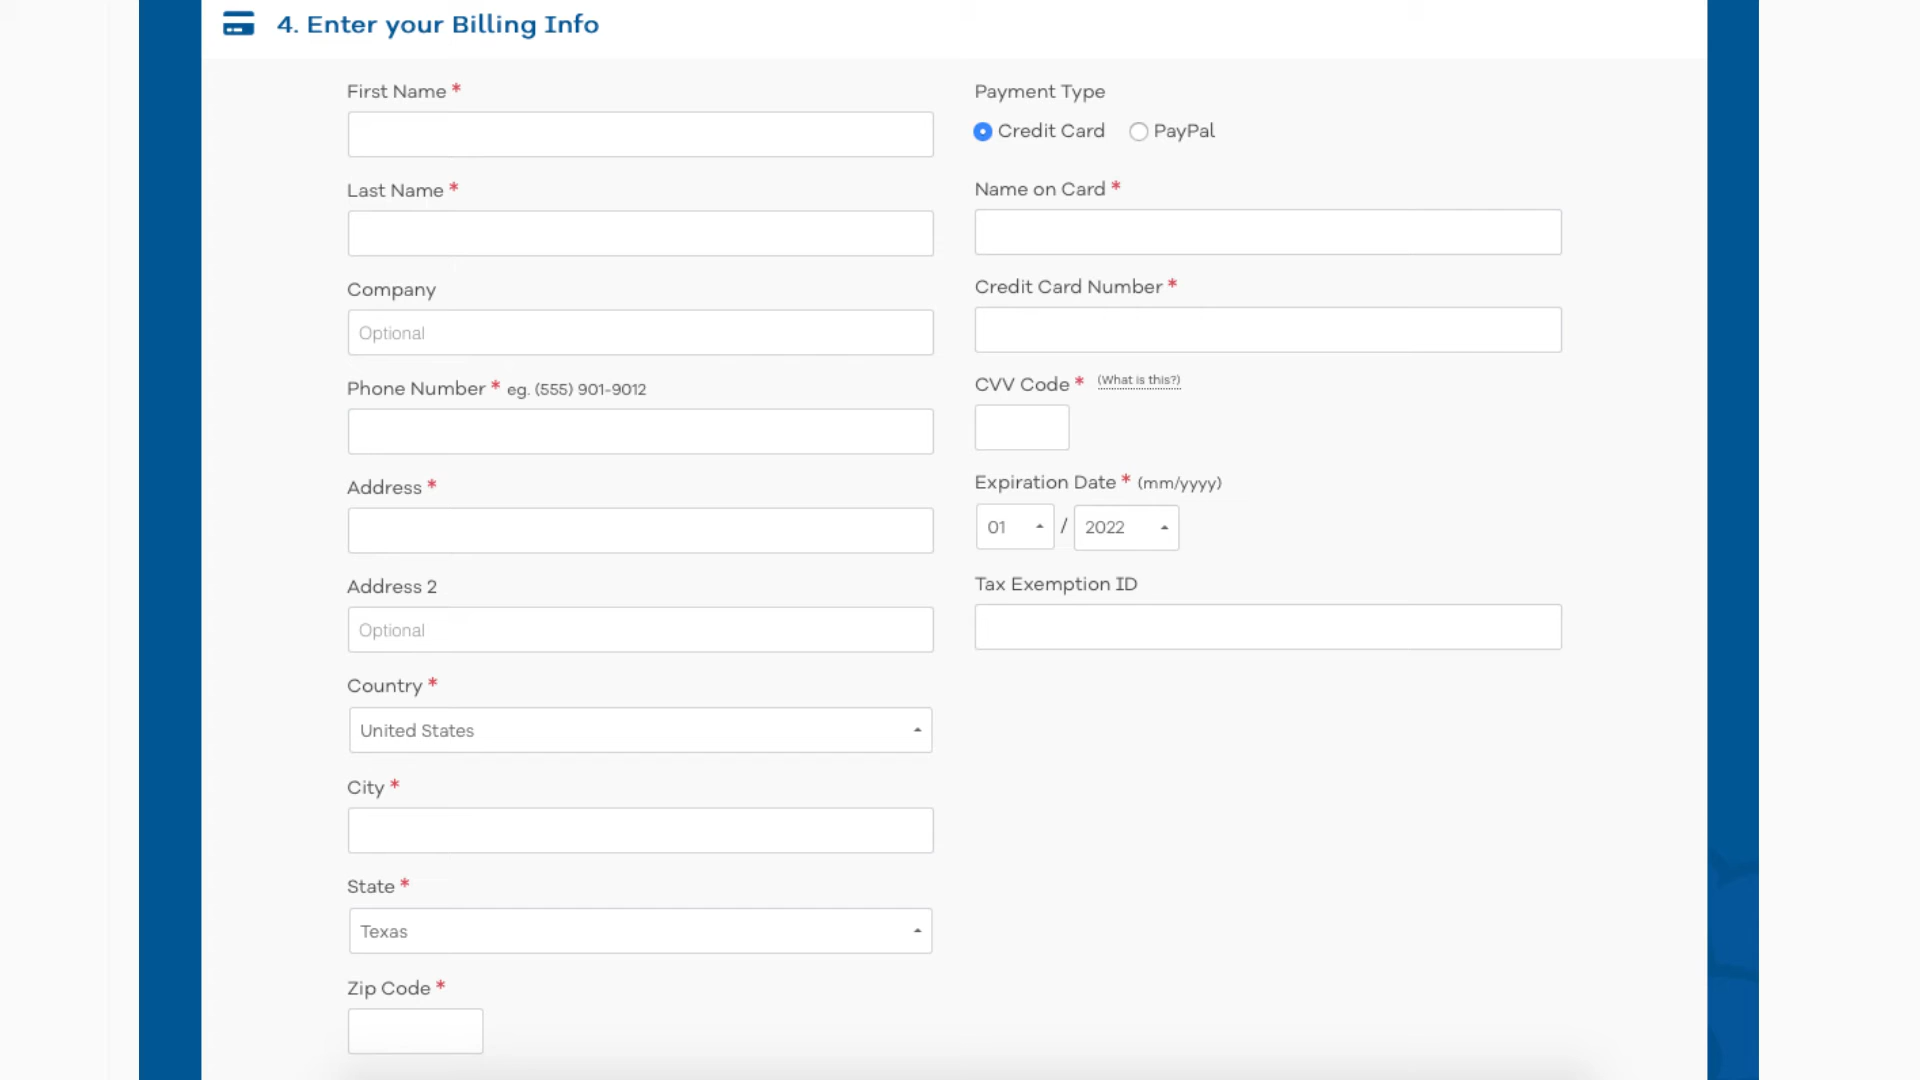 4. Enter your Billing Info
First Name *
Last Name *
Company
Optional
Phone Number * eg. (555) 901-9012
Address *
Address 2
Optional
Country *
United States
City *
State *
Texas
Zip Code *
Payment Type
Credit Card PayPal
Name on Card *
Credit Card Number *
CVV Code * (What is this?)
Expiration Date * (mm/yyyy)
01 / 2022
Tax Exemption ID